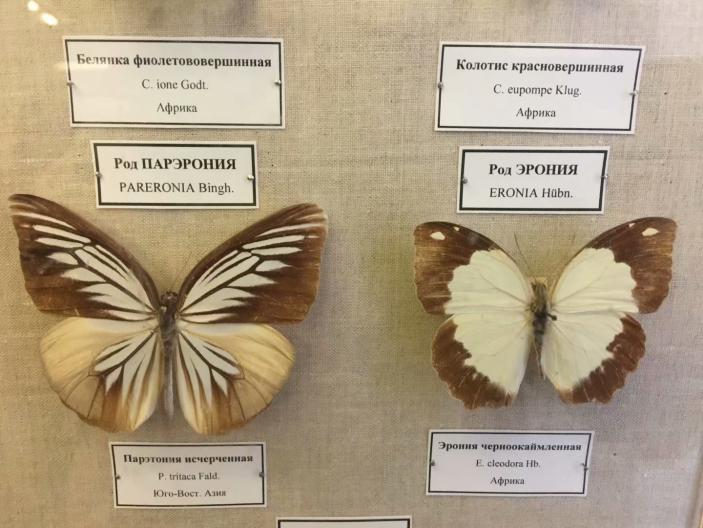 Белянка фиолетововершинная
C. ione Godt.
Африка
Колотис красновершинная
C. eupompe Klug.
Африка
Род ПАРЭРОНИЯ
PARERONIA Bingh.
Род ЭРОНИЯ
ERONIA Hübn.
Парэтония исчерченная
P. tritaca Fald.
Юго-Вост. Азия
Эрония черноокаймленная
E. cleodora Hb.
Африка